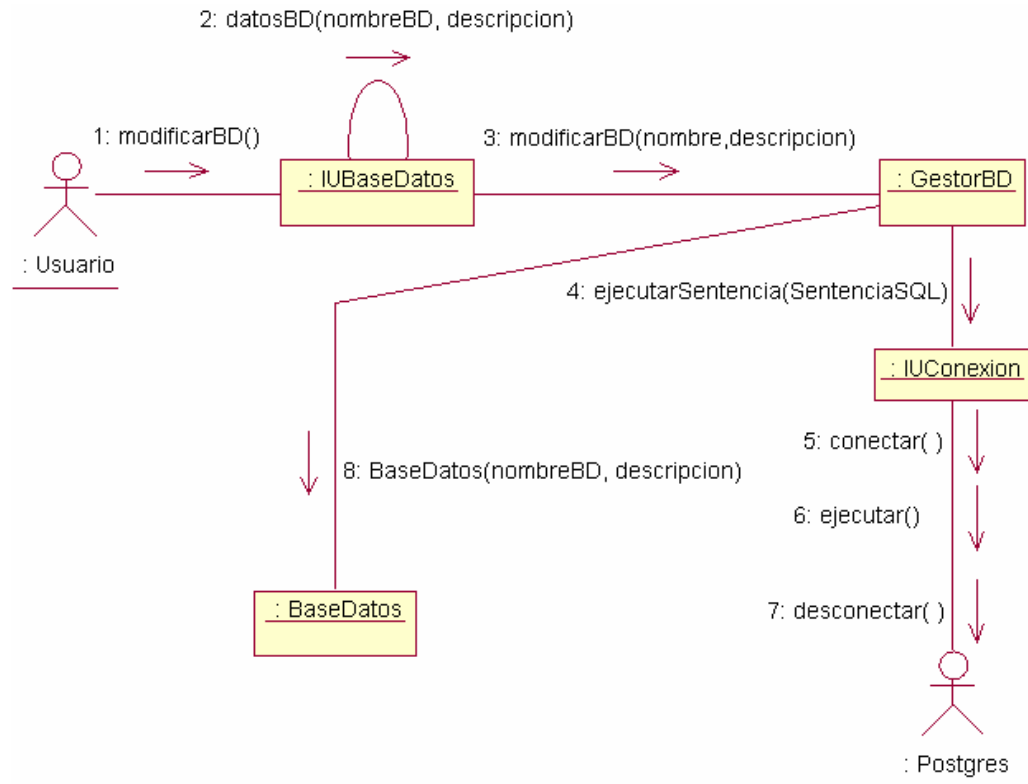 2: datosBD(nombreBD, descripcion)
1: modificarBD()
3: modificarBD(nombre,descripcion)
: IUBaseDatos
: GestorBD
: Usuario
4: ejecutarSentencia(SentenciaSQL)
: IUConexion
5: conectar( )
8: BaseDatos(nombreBD, descripcion)
6: ejecutar()
: BaseDatos
7: desconectar( )
: Postgres